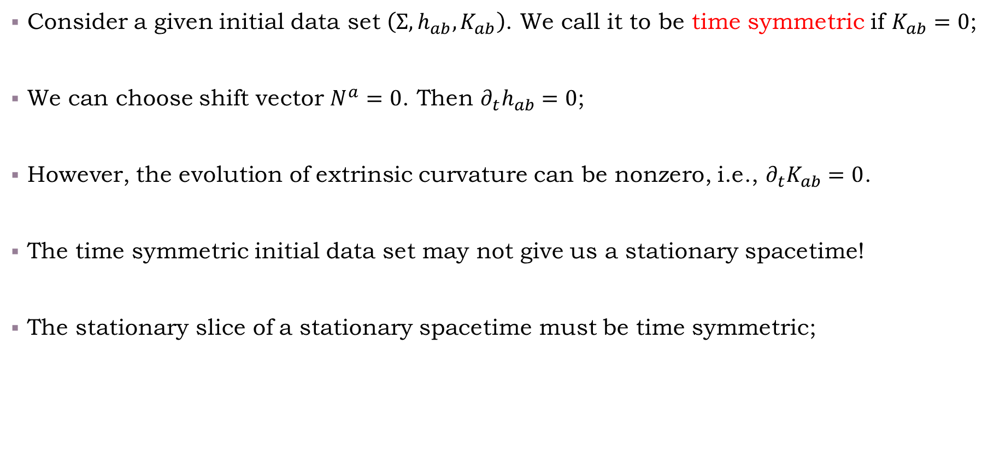 ▪ Consider a given initial data set (Σ, h_{ab}, K_{ab}). We call it to be time symmetric if K_{ab} = 0;
▪ We can choose shift vector N^a = 0. Then ∂_t h_{ab} = 0;
▪ However, the evolution of extrinsic curvature can be nonzero, i.e., ∂_t K_{ab} = 0.
▪ The time symmetric initial data set may not give us a stationary spacetime!
▪ The stationary slice of a stationary spacetime must be time symmetric;